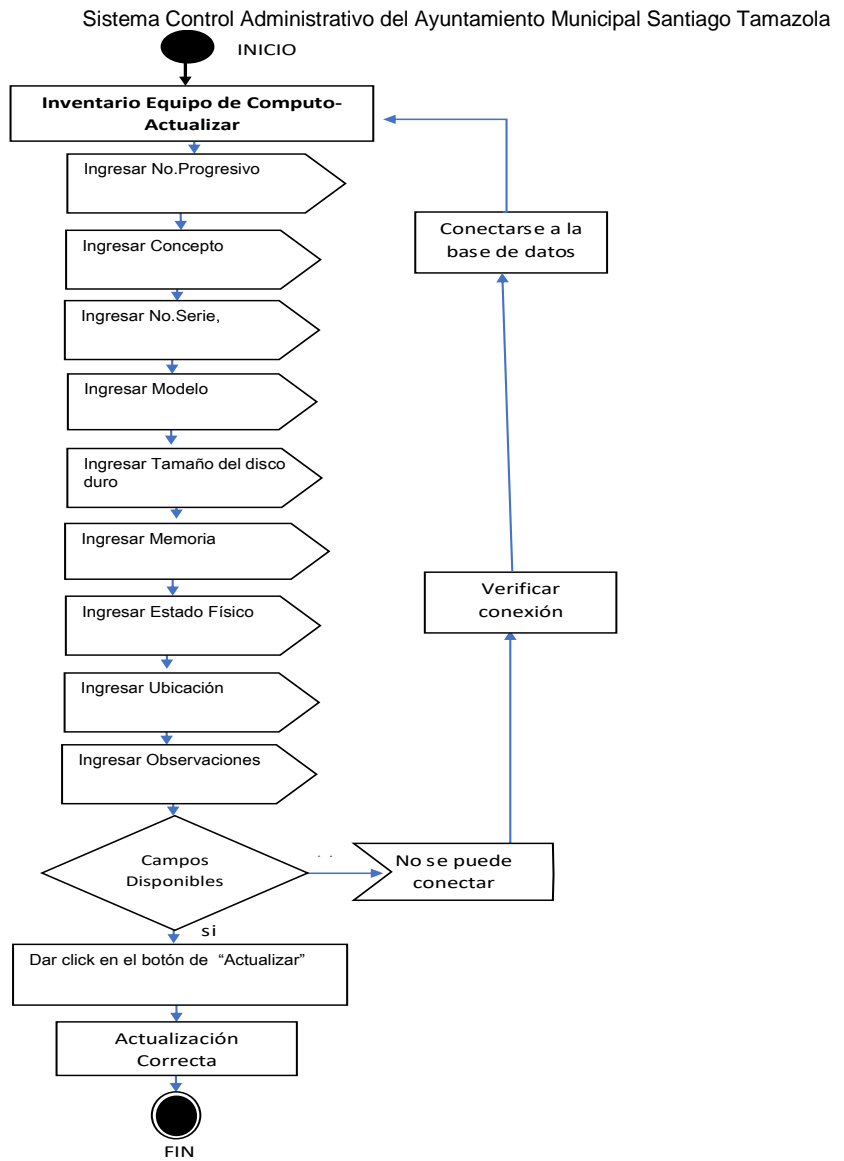 Sistema Control Administrativo del Ayuntamiento Municipal Santiago Tamazola
INICIO
Inventario Equipo de Computo-
Actualizar
Ingresar No.Progresivo
Ingresar Concepto
Ingresar No.Serie,
Ingresar Modelo
Ingresar Tamaño del disco
duro
Ingresar Memoria
Ingresar Estado Físico
Ingresar Ubicación
Ingresar Observaciones
Campos
Disponibles
si
Dar click en el botón de “Actualizar”
Actualización
Correcta
FIN
No se puede
conectar
Verificar
conexión
Conectarse a la
base de datos